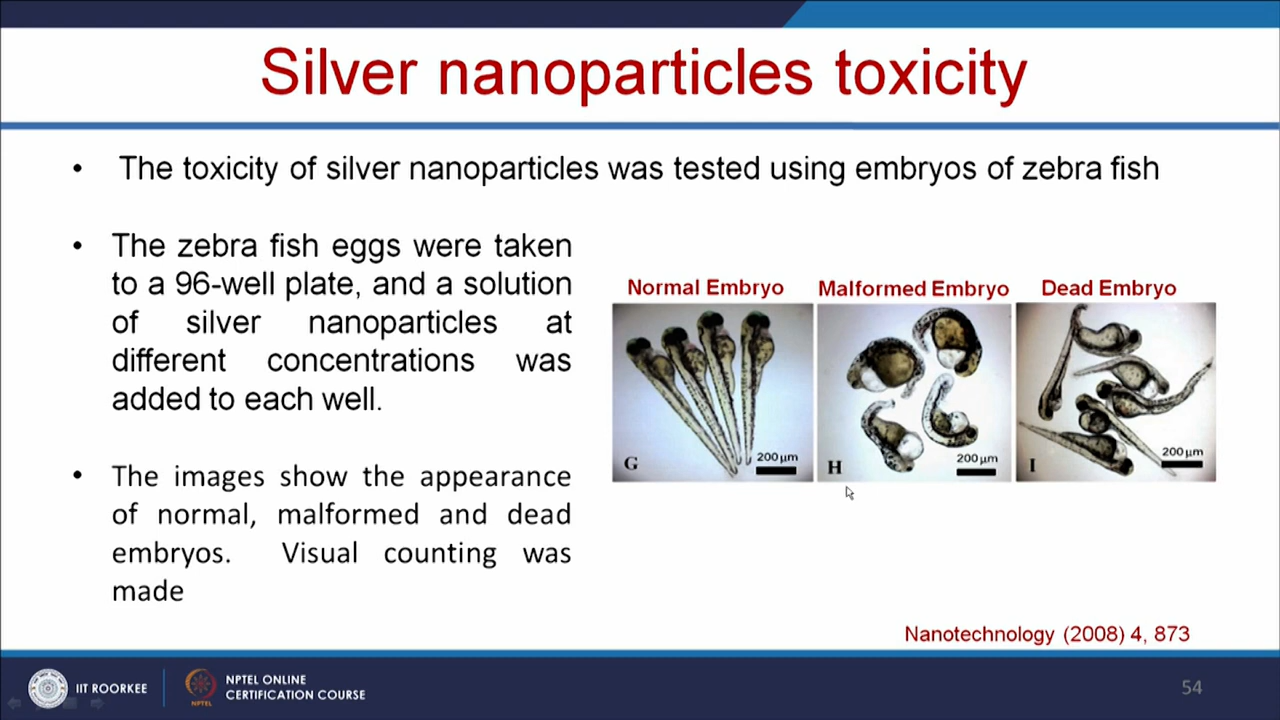 Silver nanoparticles toxicity
• The toxicity of silver nanoparticles was tested using embryos of zebra fish
• The zebra fish eggs were taken
to a 96-well plate, and a solution
of silver nanoparticles at
different concentrations was
added to each well.
• The images show the appearance
of normal, malformed and dead
embryos. Visual counting was
made
Normal Embryo Malformed Embryo Dead Embryo
G 200 µm H 200 µm I 200 µm
Nanotechnology (2008) 4, 873
IIT ROORKEE
NPTEL
NPTEL ONLINE
CERTIFICATION COURSE
54